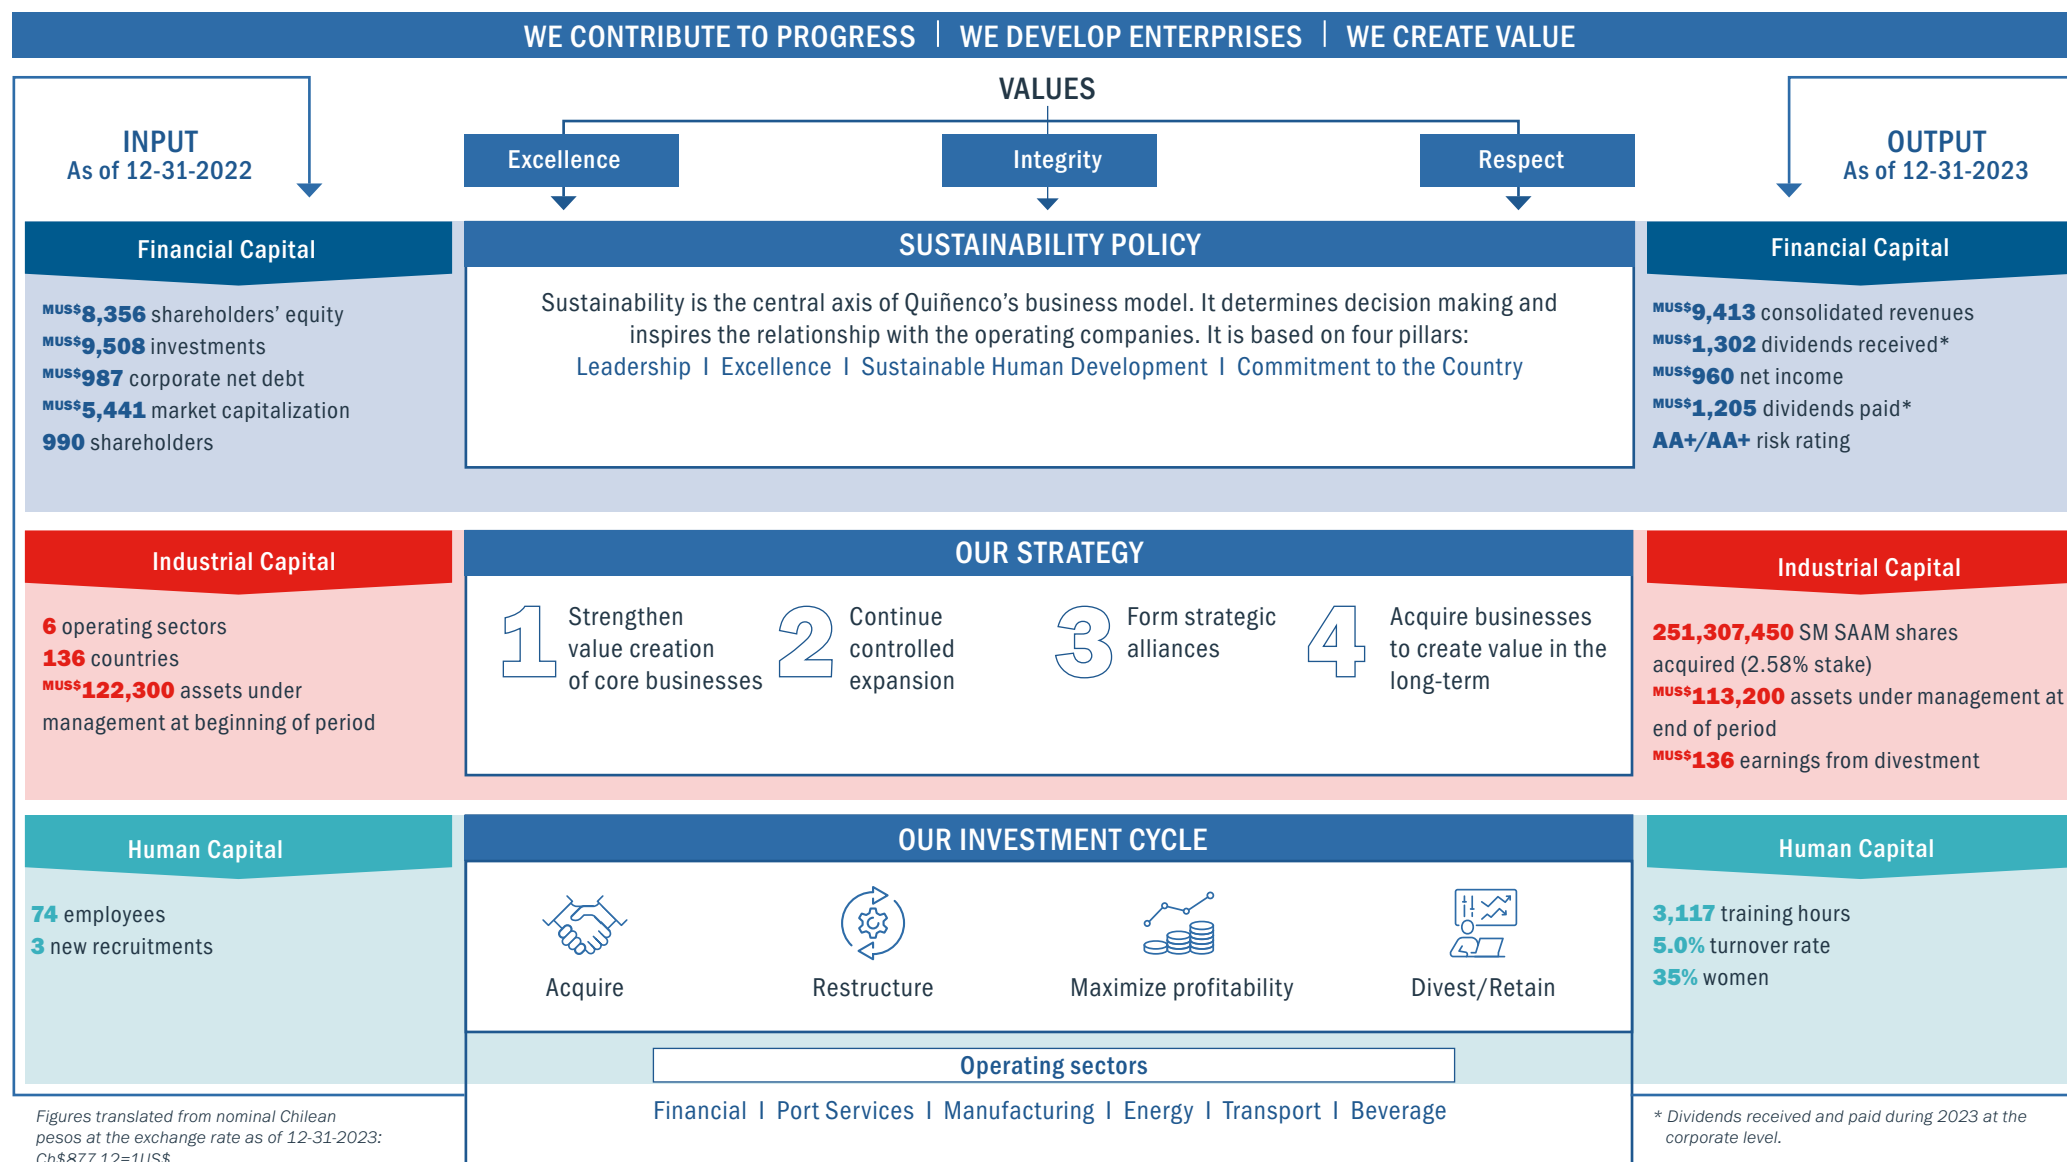 WE CONTRIBUTE TO PROGRESS | WE DEVELOP ENTERPRISES | WE CREATE VALUE
INPUT
As of 12-31-2022
VALUES
Excellence
Integrity
Respect
OUTPUT
As of 12-31-2023
Financial Capital
MUS$8,356 shareholders' equity
MUS$9,508 investments
MUS$987 corporate net debt
MUS$5,441 market capitalization
990 shareholders
SUSTAINABILITY POLICY
Sustainability is the central axis of Quiñenco's business model. It determines decision making and
inspires the relationship with the operating companies. It is based on four pillars:
Leadership I Excellence I Sustainable Human Development I Commitment to the Country
Financial Capital
MUS$9,413 consolidated revenues
MUS$1,302 dividends received*
MUS$960 net income
MUS$1,205 dividends paid*
AA+/AA+ risk rating
Industrial Capital
6 operating sectors
136 countries
MUS$122,300 assets under
management at beginning of period
OUR STRATEGY
1 Strengthen
value creation
of core businesses
2 Continue
controlled
expansion
3 Form strategic
alliances
4 Acquire businesses
to create value in the
long-term
Industrial Capital
251,307,450 SM SAAM shares
acquired (2.58% stake)
MUS$113,200 assets under management at
end of period
MUS$136 earnings from divestment
Human Capital
74 employees
3 new recruitments
OUR INVESTMENT CYCLE
Acquire
Restructure
Maximize profitability
Divest/Retain
Operating sectors
Financial I Port Services I Manufacturing I Energy I Transport I Beverage
Human Capital
3,117 training hours
5.0% turnover rate
35% women
Figures translated from nominal Chilean
pesos at the exchange rate as of 12-31-2023:
Ch$877.12=1US$
* Dividends received and paid during 2023 at the
corporate level.